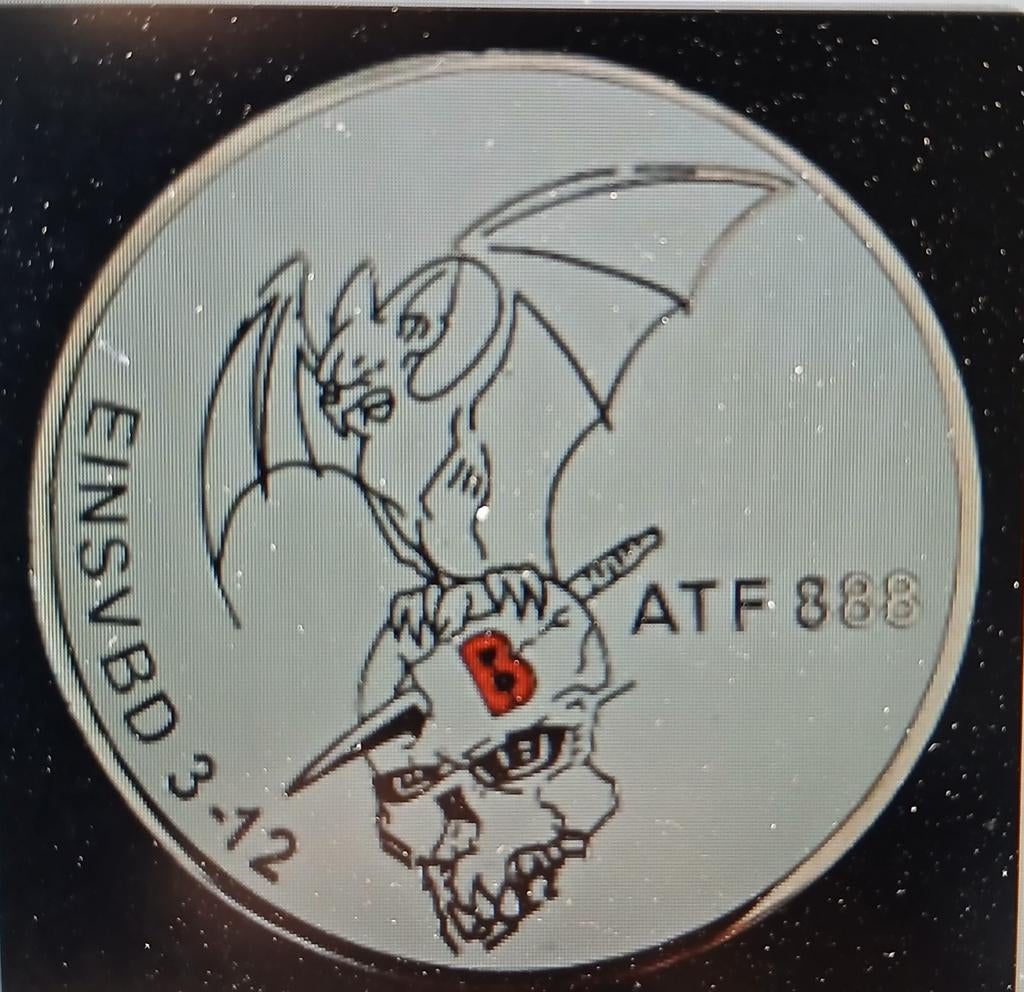 EINSVBD 3-12
B
ATF 888